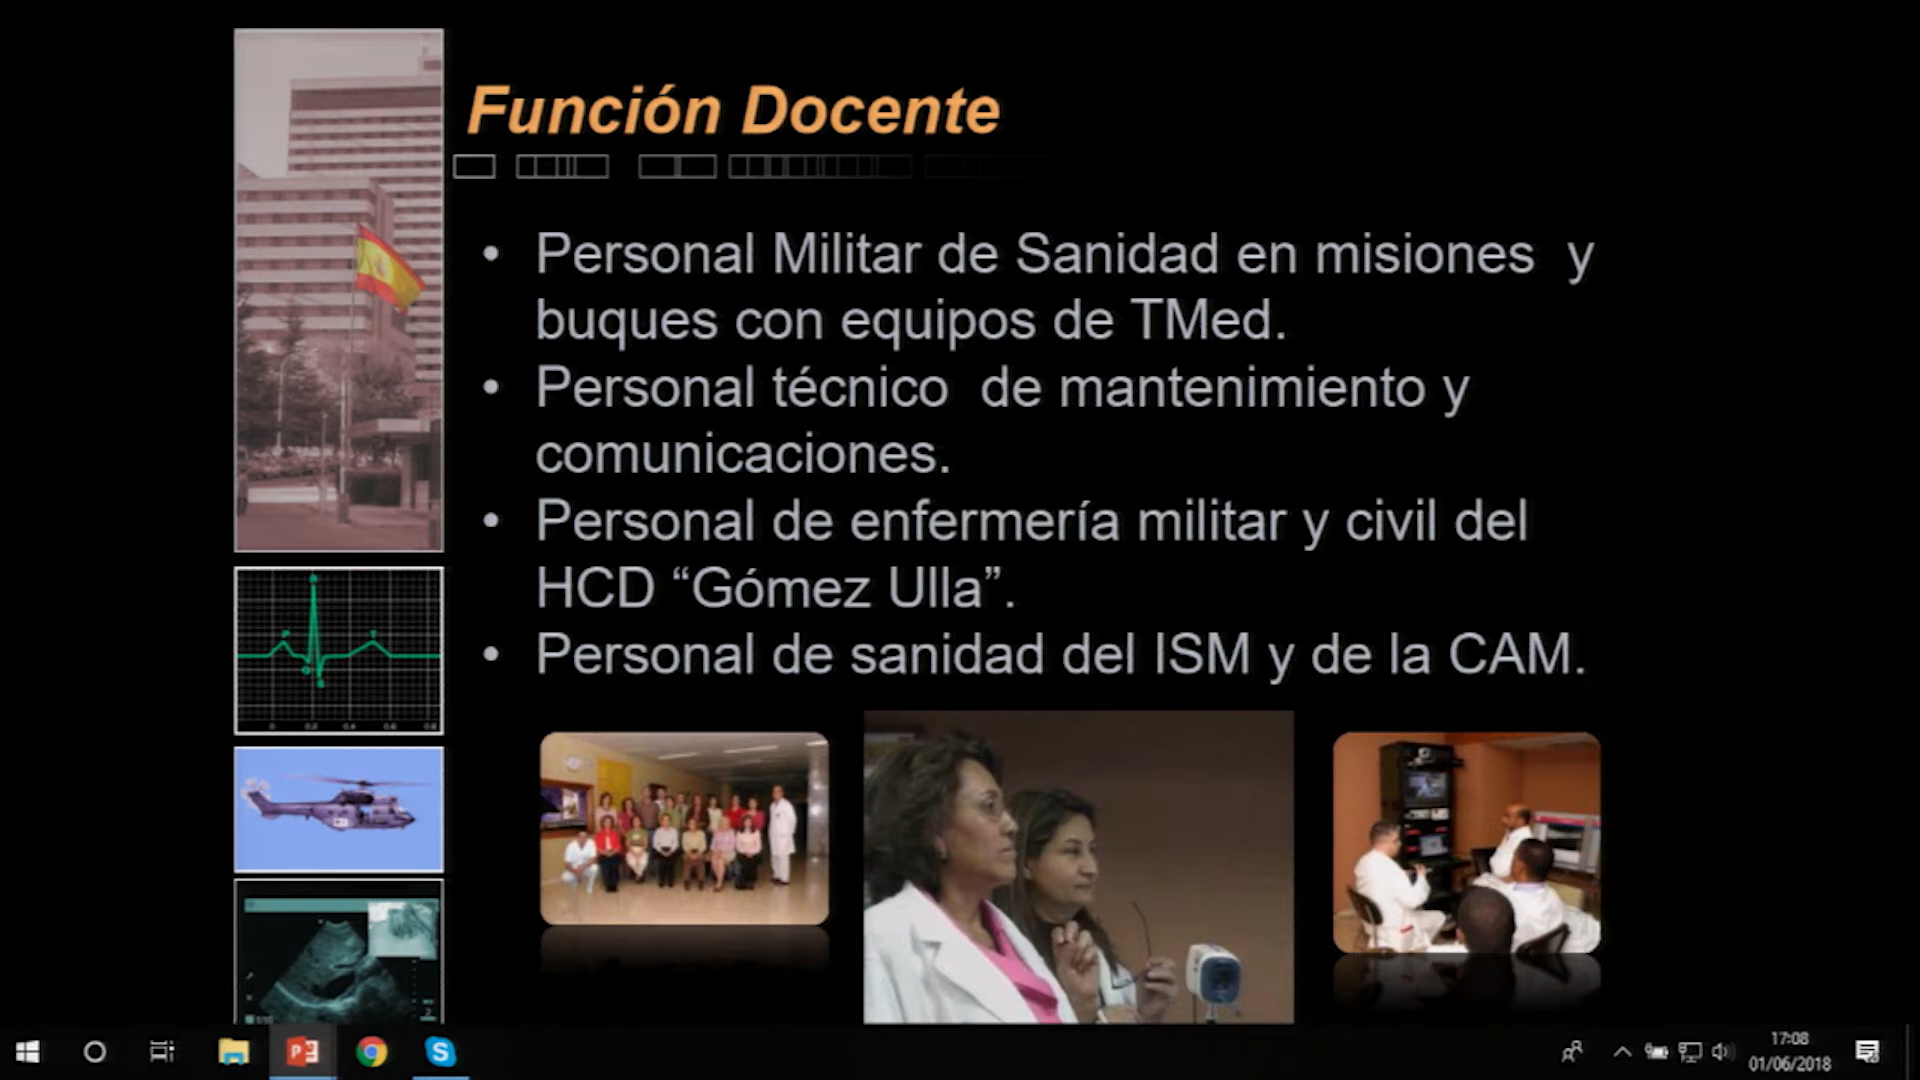 Función Docente
• Personal Militar de Sanidad en misiones y
buques con equipos de TMed.
• Personal técnico de mantenimiento y
comunicaciones.
• Personal de enfermería militar y civil del
HCD “Gómez Ulla”.
• Personal de sanidad del ISM y de la CAM.
17:08
01/06/2018